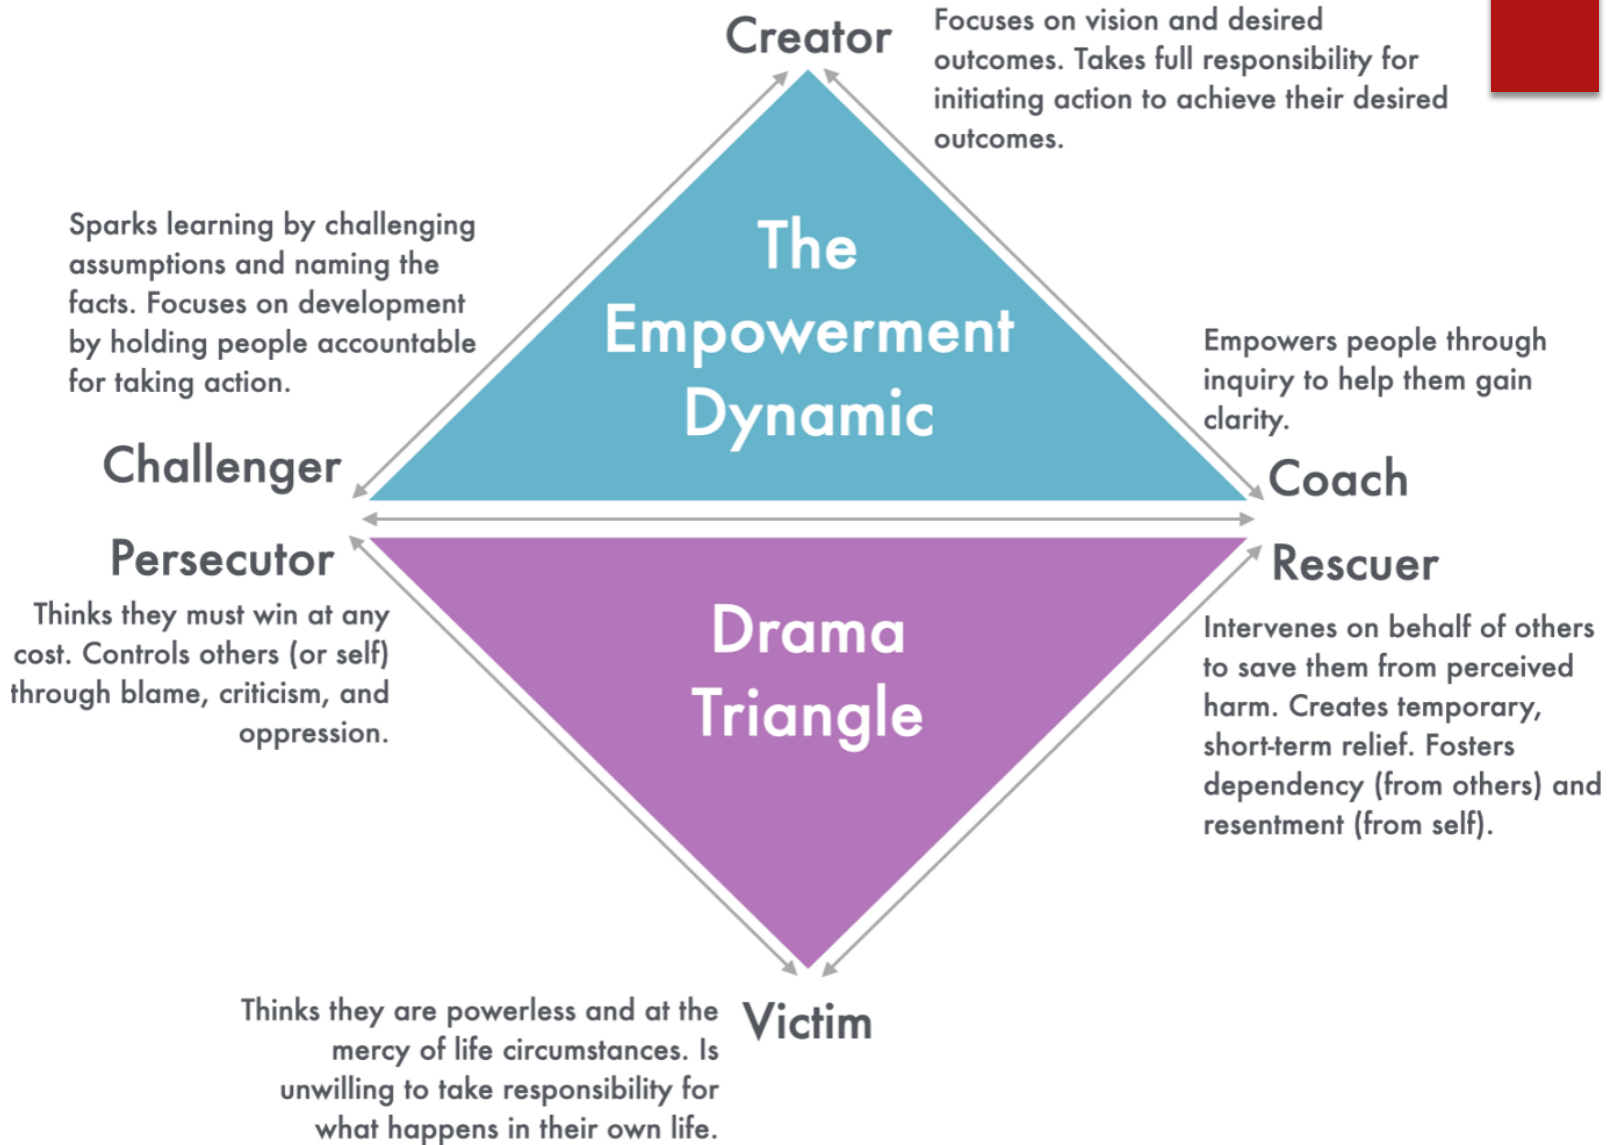 Creator
Focuses on vision and desired
outcomes. Takes full responsibility for
initiating action to achieve their desired
outcomes.
Sparks learning by challenging
assumptions and naming the
facts. Focuses on development
by holding people accountable
for taking action.
Challenger
The
Empowerment
Dynamic
Empowers people through
inquiry to help them gain
clarity.
Coach
Persecutor
Thinks they must win at any
cost. Controls others (or self)
through blame, criticism, and
oppression.
Drama
Triangle
Rescuer
Intervenes on behalf of others
to save them from perceived
harm. Creates temporary,
short-term relief. Fosters
dependency (from others) and
resentment (from self).
Victim
Thinks they are powerless and at the
mercy of life circumstances. Is
unwilling to take responsibility for
what happens in their own life.